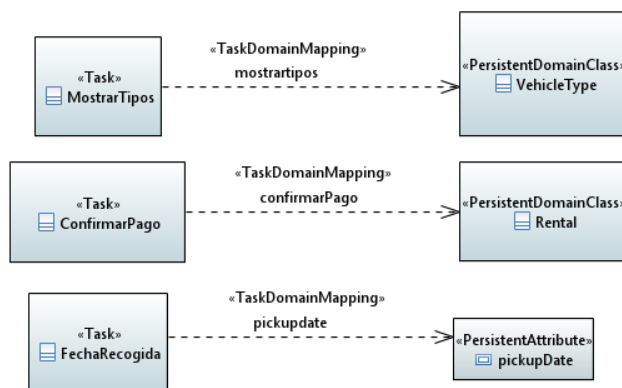 «Task»
MostrarTipos
«TaskDomainMapping»
mostrartipos
«PersistentDomainClass»
VehicleType
«Task»
ConfirmarPago
«TaskDomainMapping»
confirmarPago
«PersistentDomainClass»
Rental
«Task»
FechaRecogida
«TaskDomainMapping»
pickupdate
«PersistentAttribute»
pickupDate